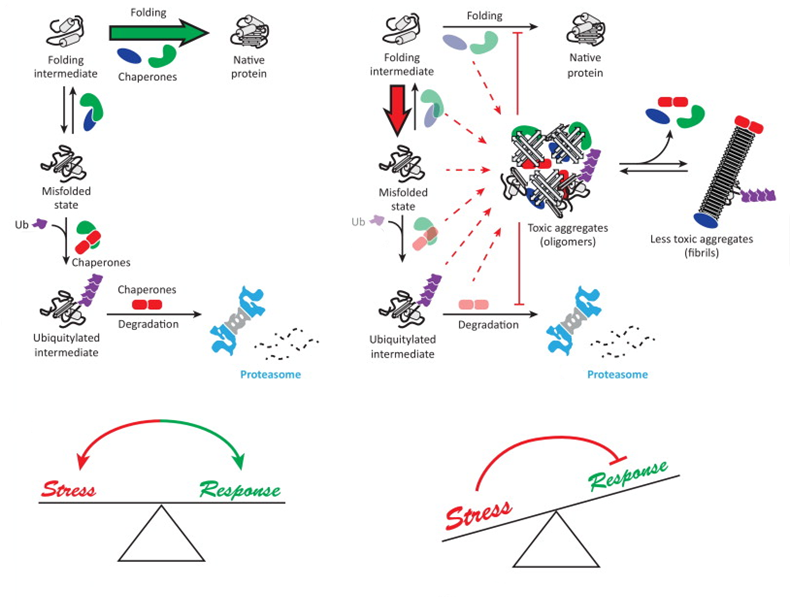 Folding
Folding
intermediate
Chaperones
Native
protein
Misfolded
state
Ub
Chaperones
Chaperones
Degradation
Ubiquitylated
intermediate
Proteasome
Stress
Response
Folding
Folding
intermediate
Native
protein
Misfolded
state
Ub
Toxic aggregates
(oligomers)
Less toxic aggregates
(fibrils)
Degradation
Ubiquitylated
intermediate
Proteasome
Stress
Response